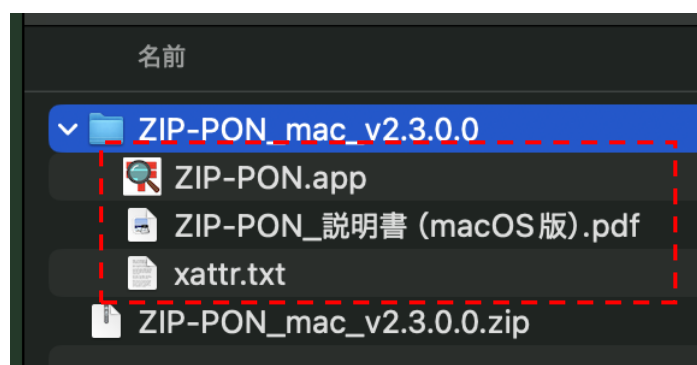 名前
ZIP-PON_mac_v2.3.0.0
ZIP-PON.app
ZIP-PON_説明書（macOS版）.pdf
xattr.txt
ZIP-PON_mac_v2.3.0.0.zip